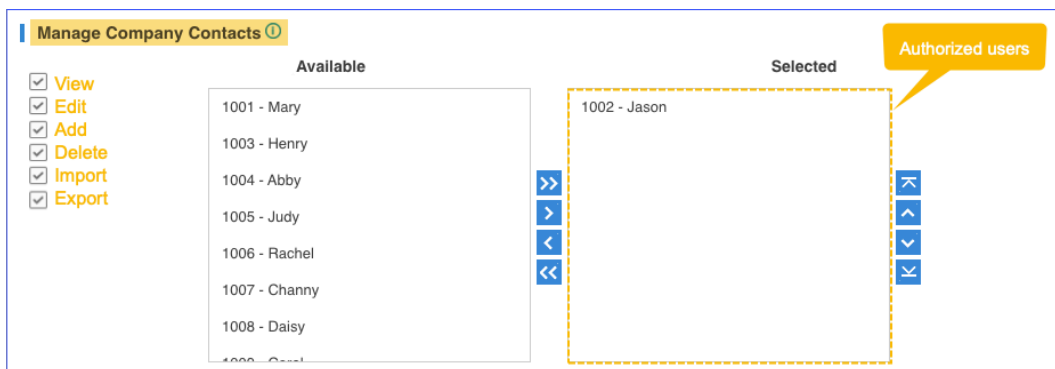 Manage Company Contacts
Authorized users
Available
Selected
View
Edit
Add
Delete
Import
Export
1001 - Mary
1003 - Henry
1004 - Abby
1005 - Judy
1006 - Rachel
1007 - Channy
1008 - Daisy
1002 - Jason